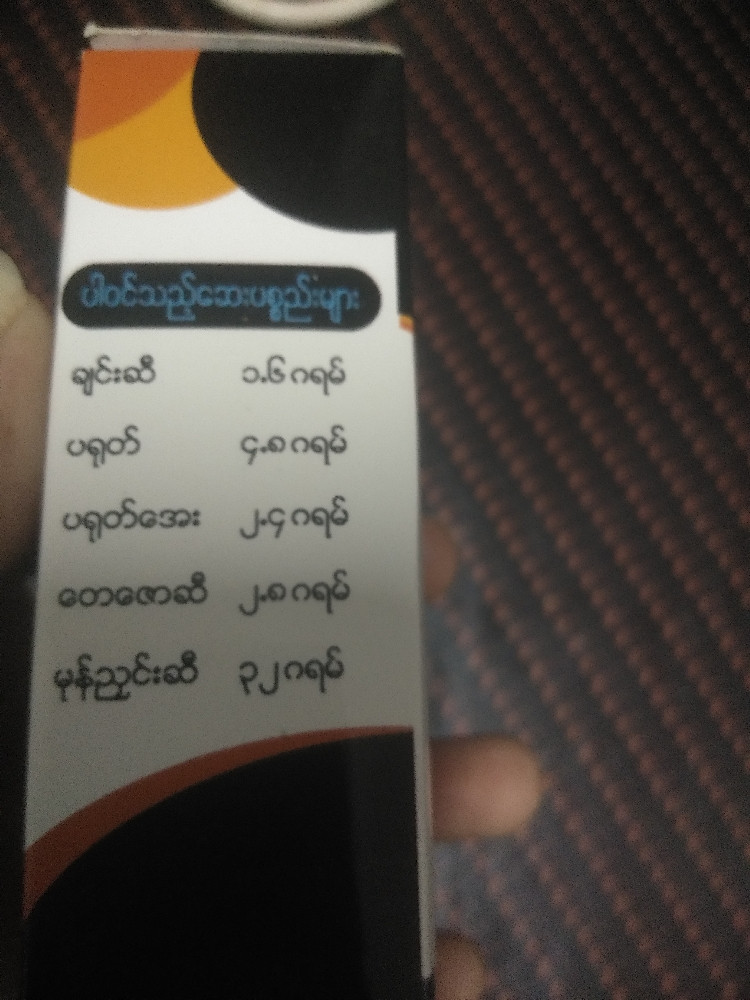 ပါဝင်သည့်ဆေးပစ္စည်းများ
ချင်းဆီ ၁.၆ ဂရမ်
ပရုတ် ၄.၈ ဂရမ်
ပရုတ်အေး ၂.၄ ဂရမ်
တေဇောဆီ ၂.၈ ဂရမ်
မုန်ညှင်းဆီ ၃၂ ဂရမ်